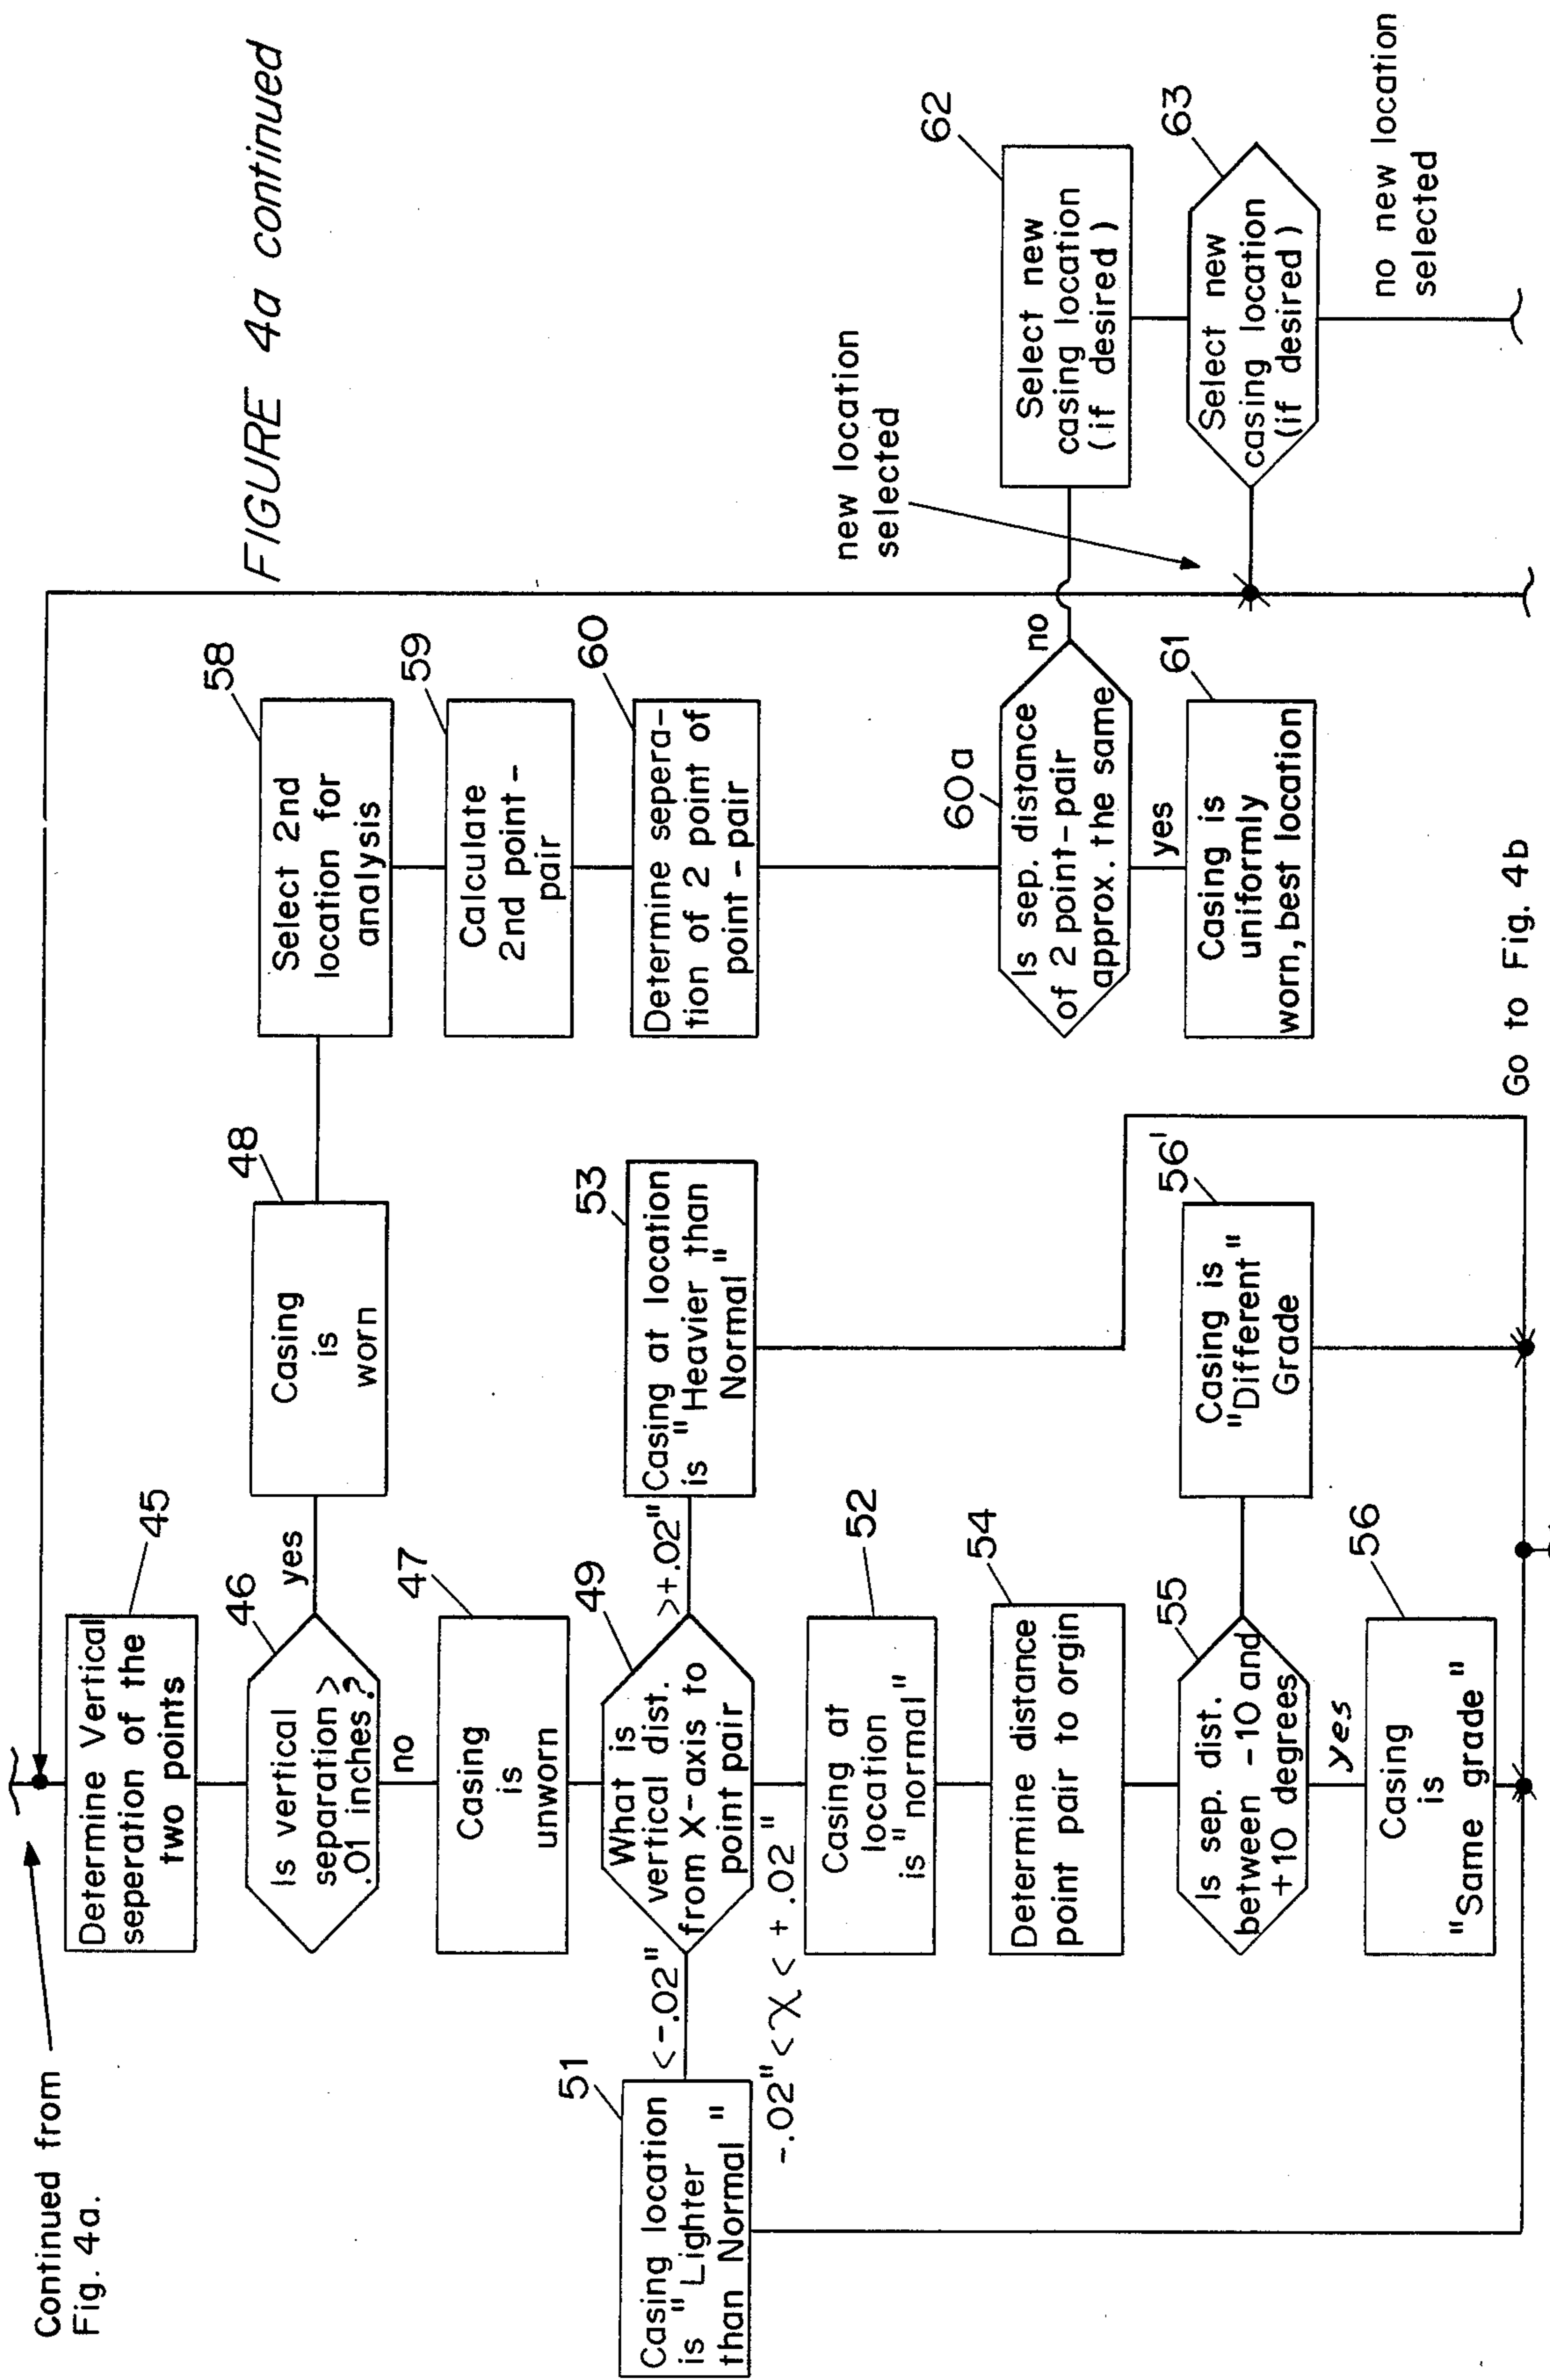 FIGURE 4a continued
Continued from
Fig. 4a.
45
Determine Vertical
seperation of the
two points
46
Is vertical
separation >
.01 inches?
yes
no
48
Casing
is
worn
58
Select 2nd
location for
analysis
47
Casing
is
unworn
59
Calculate
2nd point-
pair
49
What is
vertical dist.
from X-axis to
point pair
<-.02"
>+.02"
-.02"<X<+.02"
51
Casing location
is "Lighter
than Normal"
53
Casing at location
is "Heavier than
Normal"
60
Determine sepera-
tion of 2 point of
point-pair
52
Casing at
location
is "normal"
54
Determine distance
point pair to orgin
60a
Is sep. distance
of 2 point-pair
approx. the same
no
yes
new location
selected
62
Select new
casing location
(if desired)
55
Is sep. dist.
between -10 and
+10 degrees
yes
56'
Casing is
"Different"
Grade
61
Casing is
uniformly
worn, best location
63
Select new
casing location
(if desired)
no new location
selected
56
Casing
is
"Same grade"
Go to Fig. 4b